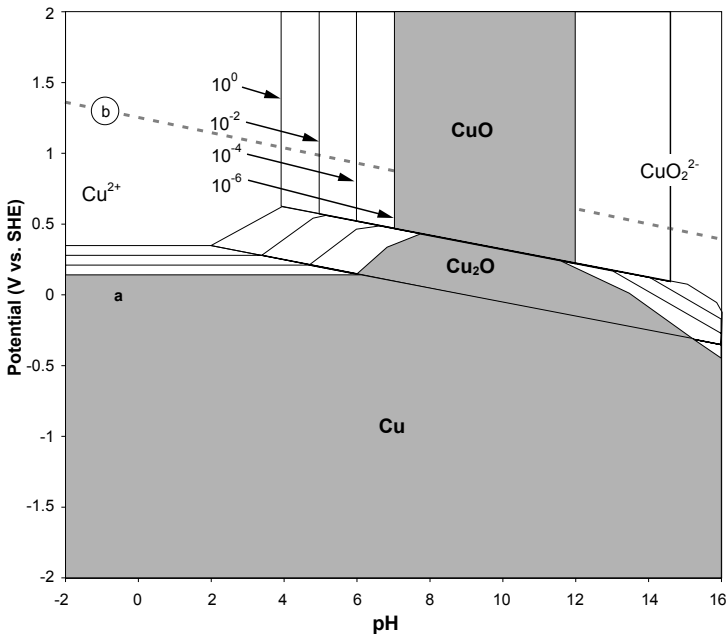 2
1.5
1
0.5
0
-0.5
-1
-1.5
-2
Potential (V vs. SHE)
b
10⁰
10⁻²
10⁻⁴
10⁻⁶
Cu²⁺
CuO
CuO₂²⁻
Cu₂O
a
Cu
-2 0 2 4 6 8 10 12 14 16
pH